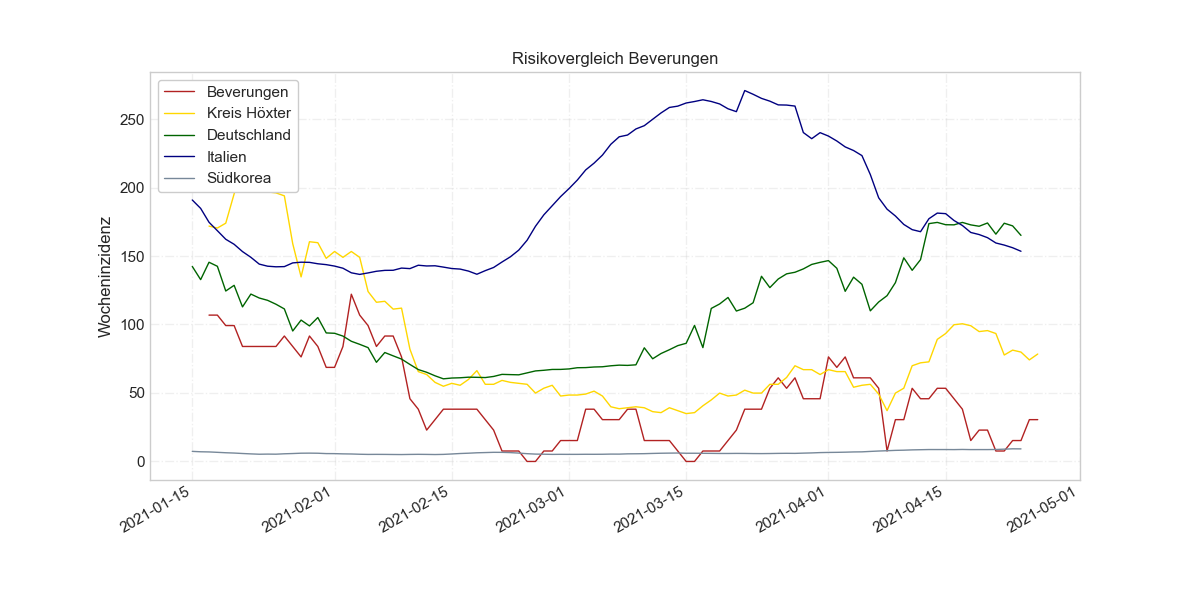 Risikovergleich Beverungen
Beverungen
Kreis Höxter
Deutschland
Italien
Südkorea
Wocheninzidenz
250
200
150
100
50
0
2021-01-15
2021-02-01
2021-02-15
2021-03-01
2021-03-15
2021-04-01
2021-04-15
2021-05-01